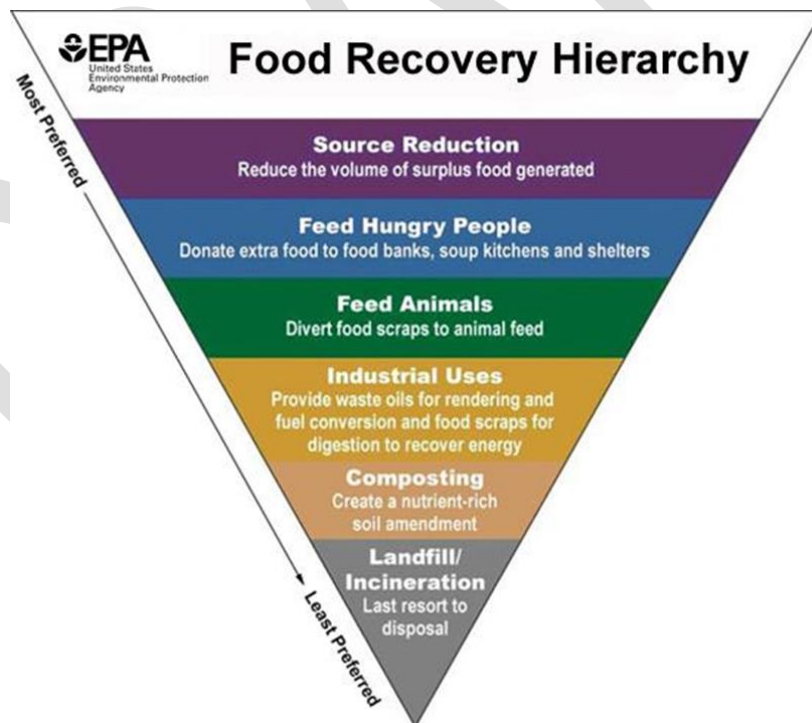 EPA
United States
Environmental Protection
Agency
Food Recovery Hierarchy
Most Preferred
Source Reduction
Reduce the volume of surplus food generated
Feed Hungry People
Donate extra food to food banks, soup kitchens and shelters
Feed Animals
Divert food scraps to animal feed
Industrial Uses
Provide waste oils for rendering and
fuel conversion and food scraps for
digestion to recover energy
Composting
Create a nutrient-rich
soil amendment
Landfill/
Incineration
Last resort to
disposal
Least Preferred